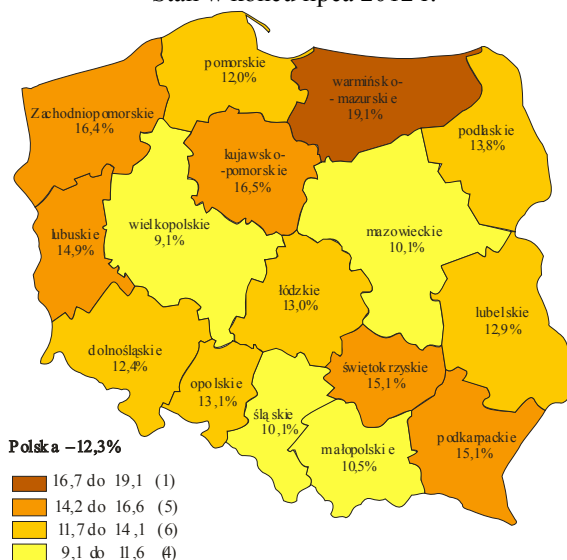 Stan w końcu lipca 2012 r.
pomorskie
12,0%
warmińsko-
-mazurskie
19,1%
Zachodniopomorskie
16,4%
podlaskie
13,8%
kujawsko-
-pomorskie
16,5%
lubuskie
14,9%
wielkopolskie
9,1%
mazowieckie
10,1%
łódzkie
13,0%
lubelskie
12,9%
dolnośląskie
12,4%
opolskie
13,1%
świętokrzyskie
15,1%
śląskie
10,1%
małopolskie
10,5%
podkarpackie
15,1%
Polska –12,3%
16,7 do 19,1 (1)
14,2 do 16,6 (5)
11,7 do 14,1 (6)
9,1 do 11,6 (4)